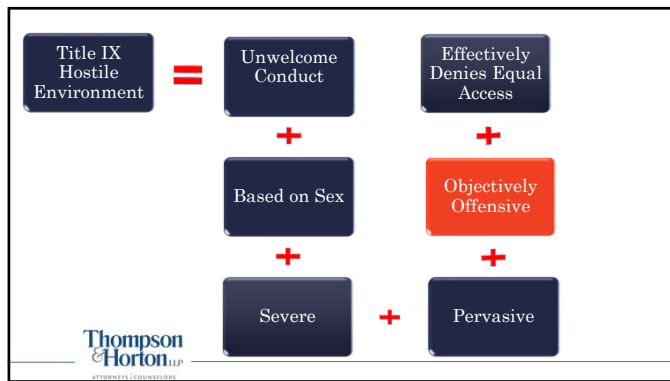 Title IX
Hostile
Environment
=
Unwelcome
Conduct
+
Based on Sex
+
Severe
+
Pervasive
+
Objectively
Offensive
+
Effectively
Denies Equal
Access
Thompson
& Horton LLP
ATTORNEYS | COUNSELORS